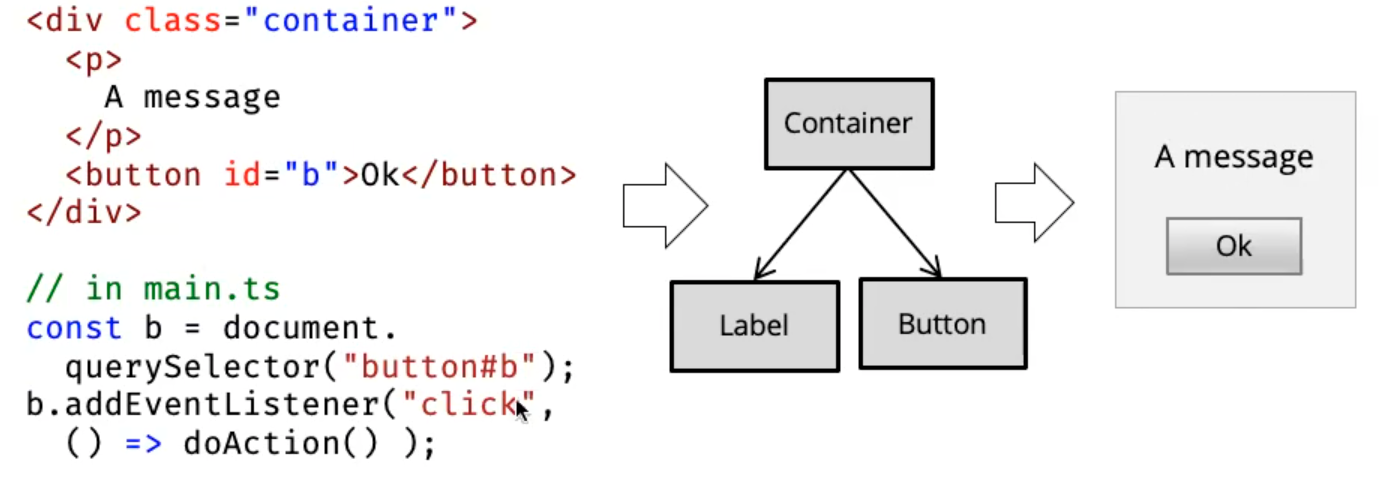 <div class="container">
<p>
A message
</p>
<button id="b">Ok</button>
</div>
// in main.ts
const b = document.
querySelector("button#b");
b.addEventListener("click",
() => doAction() );
Container
Label
Button
A message
Ok